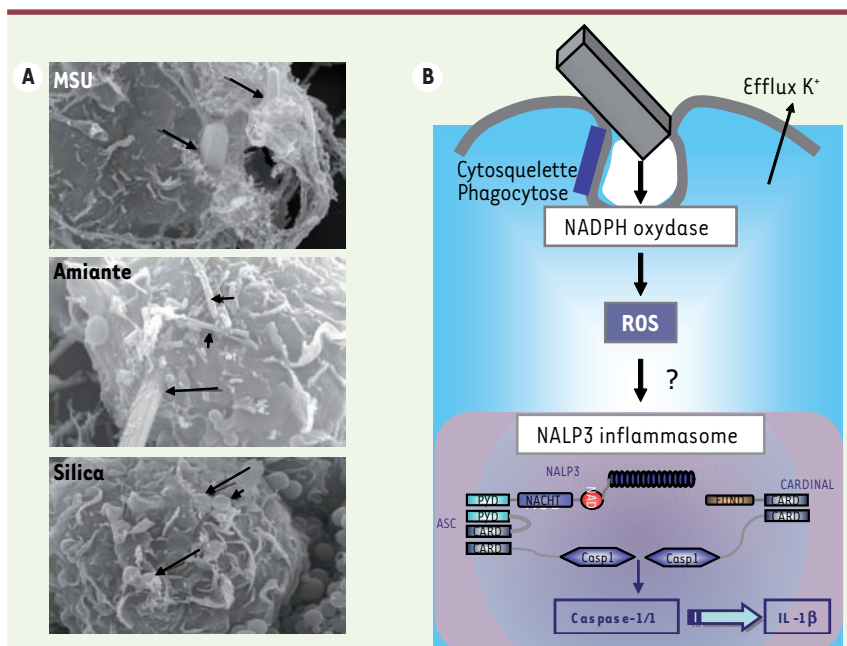 A
MSU
Amiante
Silica
B
Efflux K⁺
Cytosquelette
Phagocytose
NADPH oxydase
ROS
?
NALP3 inflammasome
NALP3
CARDINAL
PYD
NACHT
NAD
FIIND
CARD
PYD
CARD
ASC
CARD
CARD
Casp1
Casp1
Caspase-1/1
IL-1β